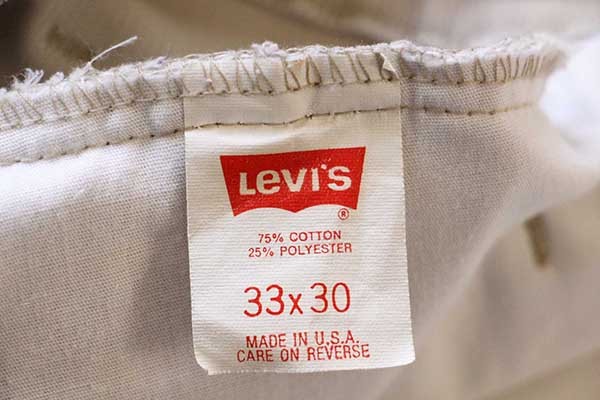 Levi's
®
75% COTTON
25% POLYESTER
33x30
MADE IN U.S.A.
CARE ON REVERSE